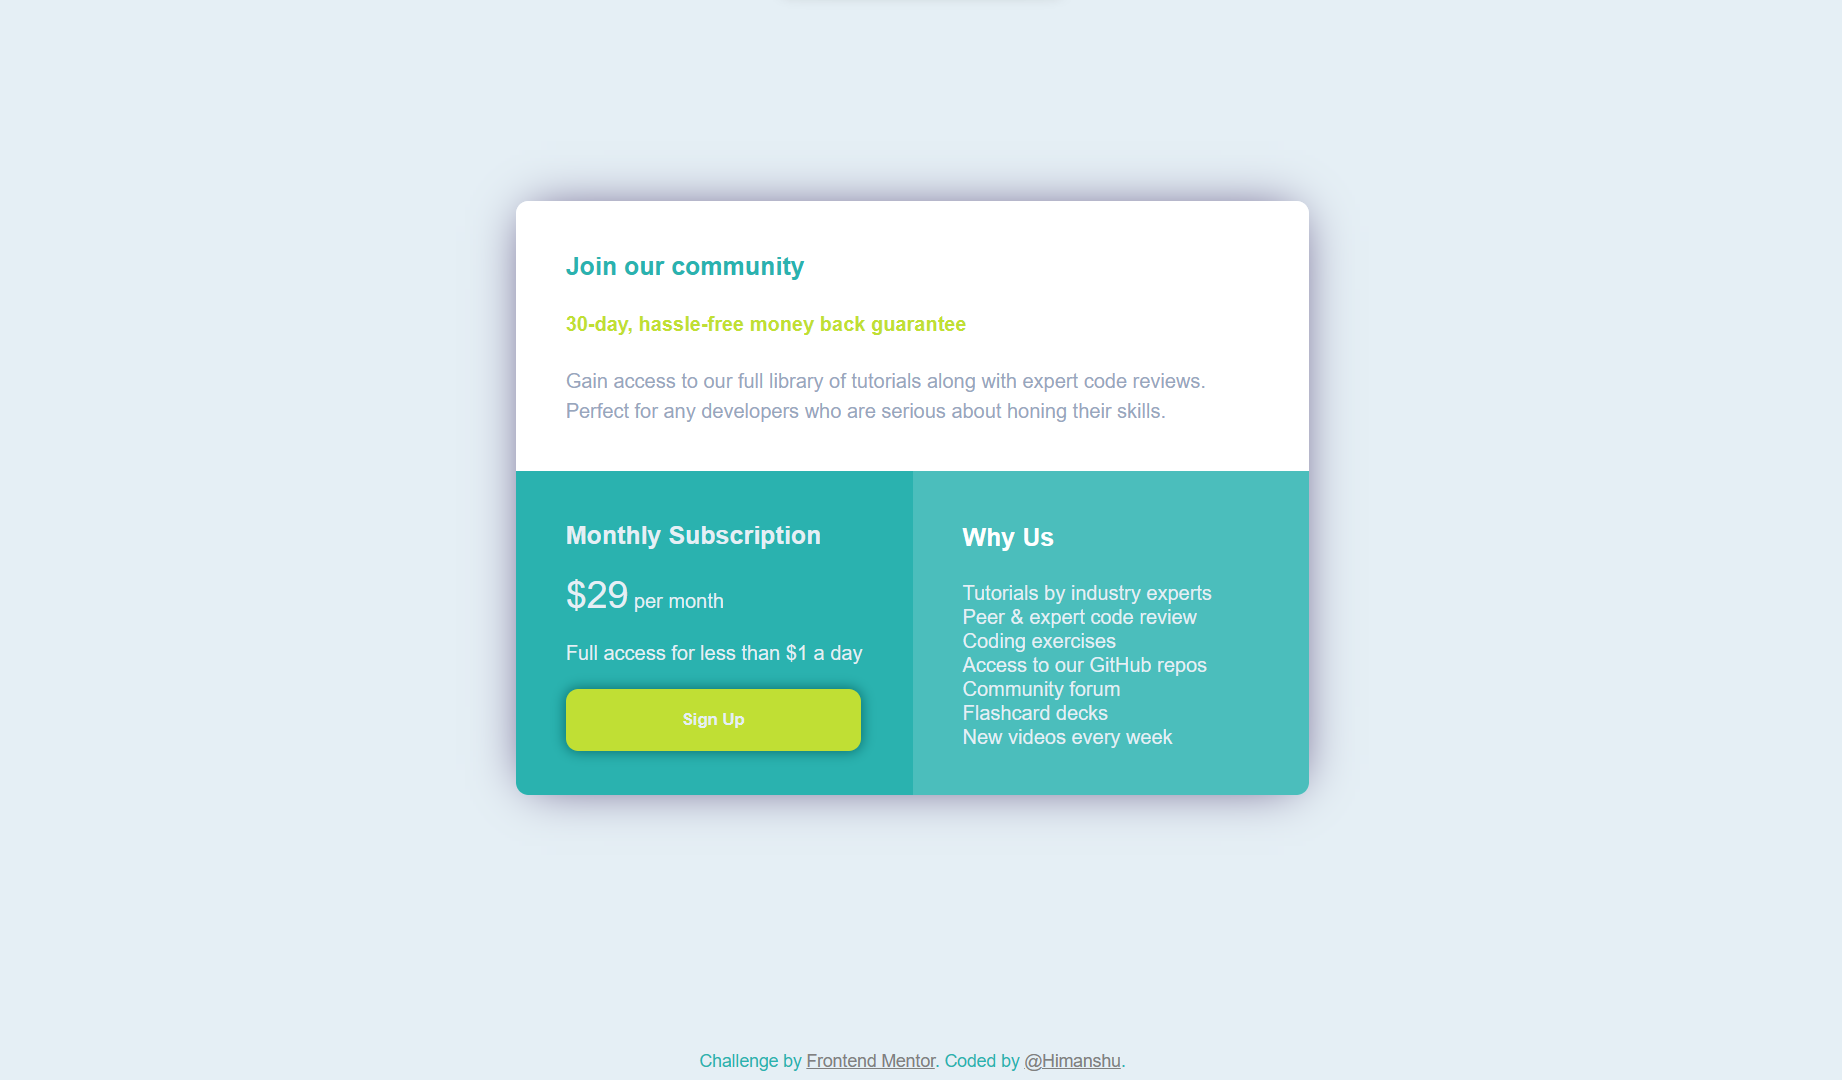 Join our community
30-day, hassle-free money back guarantee
Gain access to our full library of tutorials along with expert code reviews.
Perfect for any developers who are serious about honing their skills.
Monthly Subscription
$29 per month
Full access for less than $1 a day
Sign Up
Why Us
Tutorials by industry experts
Peer & expert code review
Coding exercises
Access to our GitHub repos
Community forum
Flashcard decks
New videos every week
Challenge by Frontend Mentor. Coded by @Himanshu.